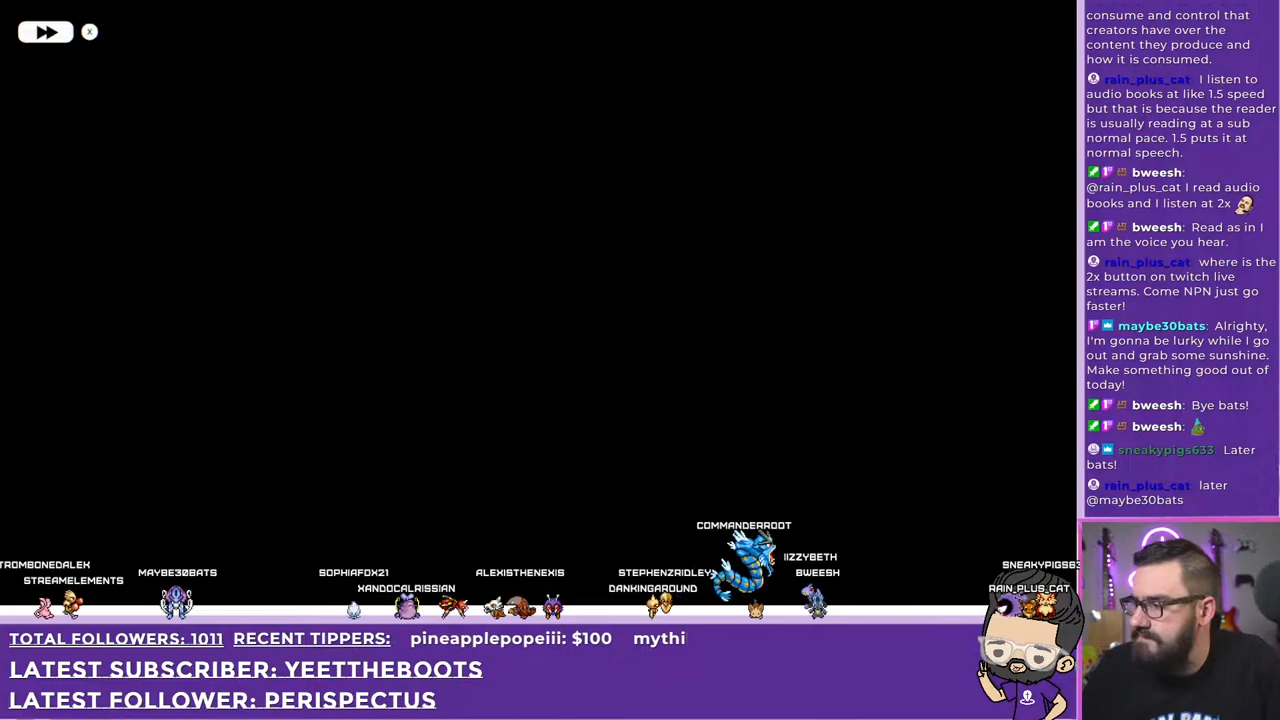 X
consume and control that
creators have over the
content they produce and
how it is consumed.
rain_plus_cat: I listen to
audio books at like 1.5 speed
but that is because the reader
is usually reading at a sub
normal pace. 1.5 puts it at
normal speech.
bweesh:
@rain_plus_cat I read audio
books and I listen at 2x
bweesh: Read as in I
am the voice you hear.
rain_plus_cat: where is the
2x button on twitch live
streams. Come NPN just go
faster!
maybe30bats: Alrighty,
I'm gonna be lurky while I go
out and grab some sunshine.
Make something good out of
today!
bweesh: Bye bats!
bweesh:
sneakypigs633 Later
bats!
rain_plus_cat: later
@maybe30bats
COMMANDERROOT
TROMBONEDALEK
STREAMELEMENTS
MAYBE30BATS
SOPHIAFOX21
XANDOCALRISSIAN
ALEXISTHENEXIS
STEPHENZRIDLEY
DANKINGAROUND
IIZZYBETH
BWEESH
SNEAKYPIGS63
RAIN_PLUS_CAT
TOTAL FOLLOWERS: 1011 RECENT TIPPERS: pineapplepopeiii: $100 mythi
LATEST SUBSCRIBER: YEETTHEBOOTS
LATEST FOLLOWER: PERISPECTUS